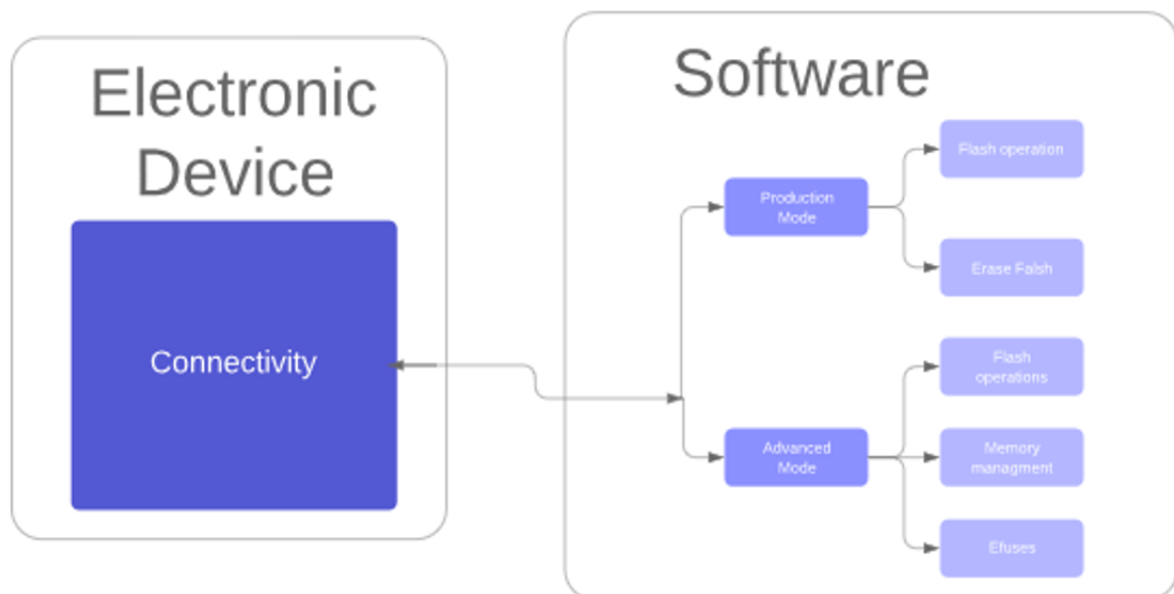 Electronic
Device
Connectivity
Software
Production
Mode
Flash operation
Erase Falsh
Advanced
Mode
Flash
operations
Memory
managment
Efuses